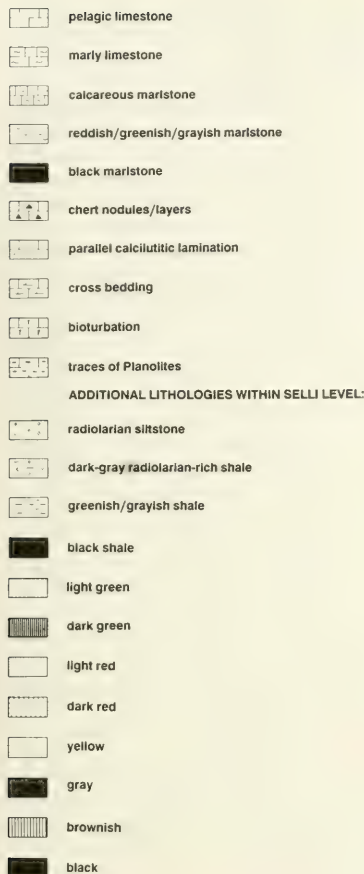 pelagic limestone
marly limestone
calcareous marlstone
reddish/greenish/grayish marlstone
black marlstone
chert nodules/layers
parallel calcilutitic lamination
cross bedding
bioturbation
traces of Planolites
ADDITIONAL LITHOLOGIES WITHIN SELLI LEVEL:
radiolarian siltstone
dark-gray radiolarian-rich shale
greenish/grayish shale
black shale
light green
dark green
light red
dark red
yellow
gray
brownish
black